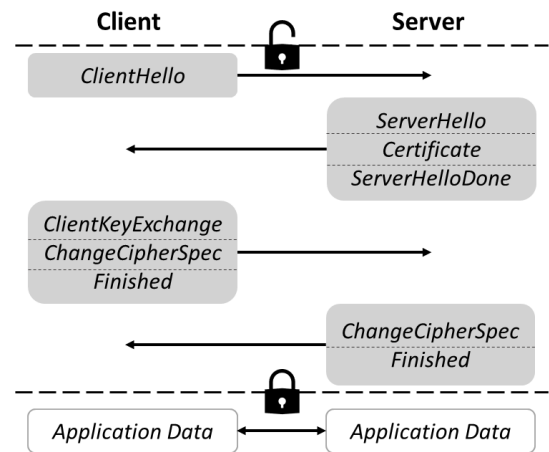 Client
Server
ClientHello
ServerHello
Certificate
ServerHelloDone
ClientKeyExchange
ChangeCipherSpec
Finished
ChangeCipherSpec
Finished
Application Data
Application Data